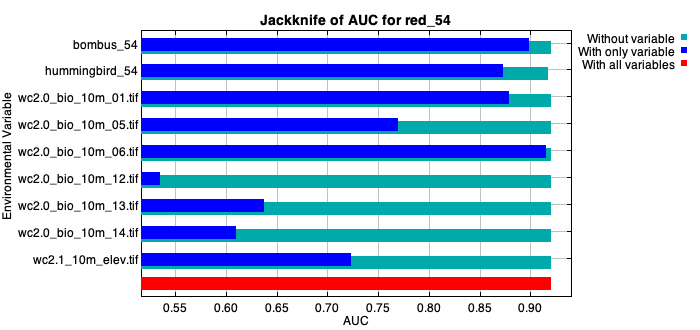 Jackknife of AUC for red_54
Without variable
With only variable
With all variables
Environmental Variable
bombus_54
hummingbird_54
wc2.0_bio_10m_01.tif
wc2.0_bio_10m_05.tif
wc2.0_bio_10m_06.tif
wc2.0_bio_10m_12.tif
wc2.0_bio_10m_13.tif
wc2.0_bio_10m_14.tif
wc2.1_10m_elev.tif
0.55 0.60 0.65 0.70 0.75 0.80 0.85 0.90
AUC